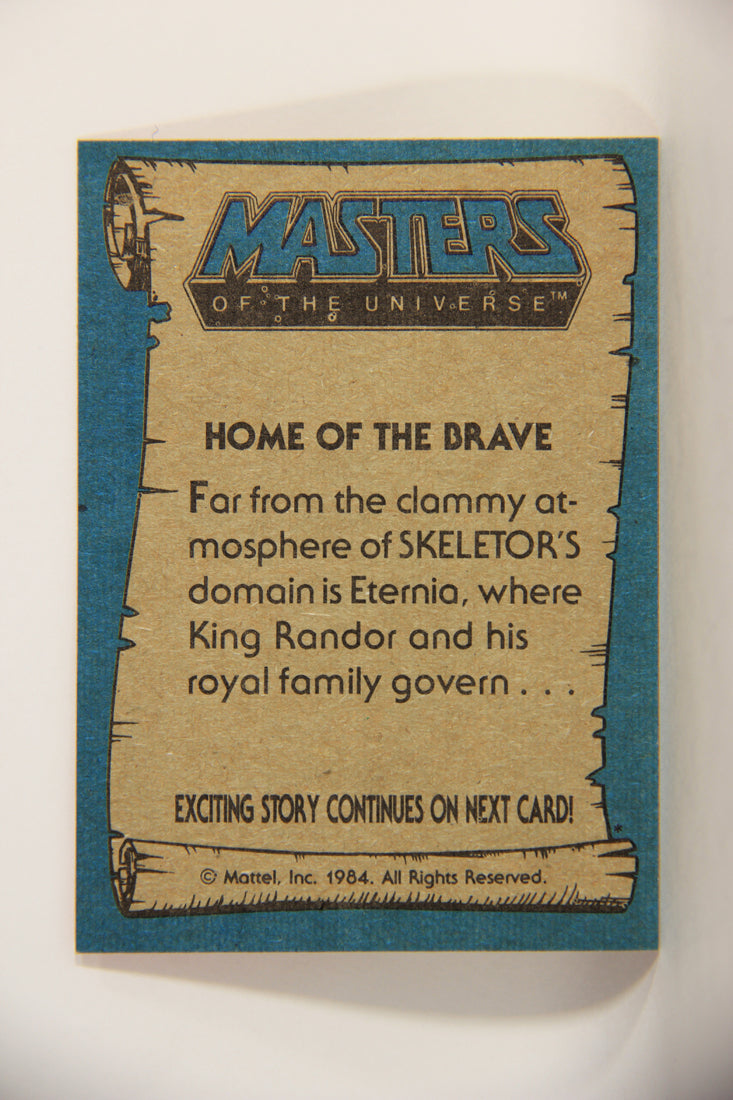 MASTERS
OF THE UNIVERSE™
HOME OF THE BRAVE
Far from the clammy at-
mosphere of SKELETOR'S
domain is Eternia, where
King Randor and his
royal family govern . . .
EXCITING STORY CONTINUES ON NEXT CARD!
*
© Mattel, Inc. 1984. All Rights Reserved.